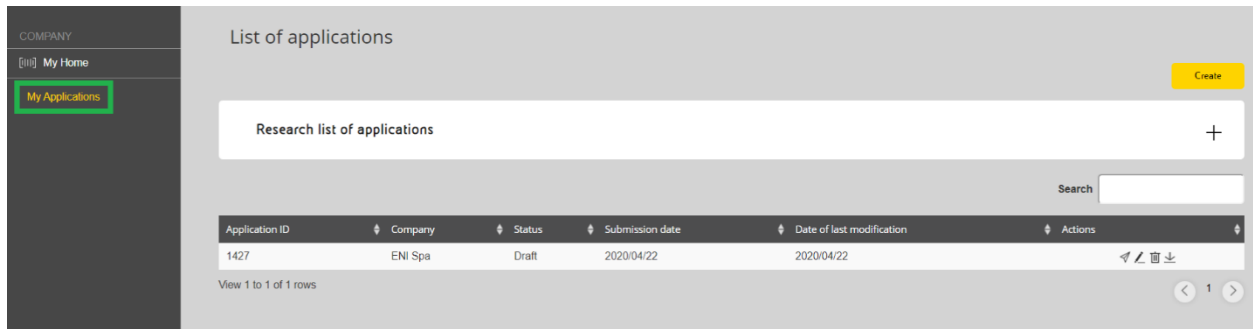 COMPANY
My Home
My Applications
List of applications
Create
Research list of applications
Search
Application ID Company Status Submission date Date of last modification Actions
1427 ENI Spa Draft 2020/04/22 2020/04/22
View 1 to 1 of 1 rows
1